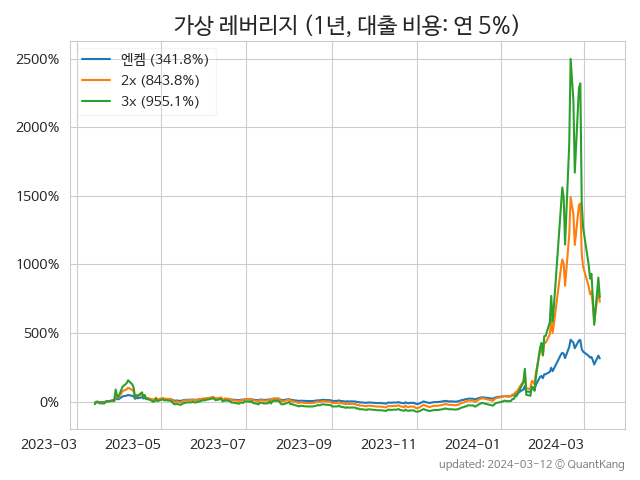 가상 레버리지 (1년, 대출 비용: 연 5%)
엔켐 (341.8%)
2x (843.8%)
3x (955.1%)
2500%
2000%
1500%
1000%
500%
0%
2023-03 2023-05 2023-07 2023-09 2023-11 2024-01 2024-03
updated: 2024-03-12 © QuantKang